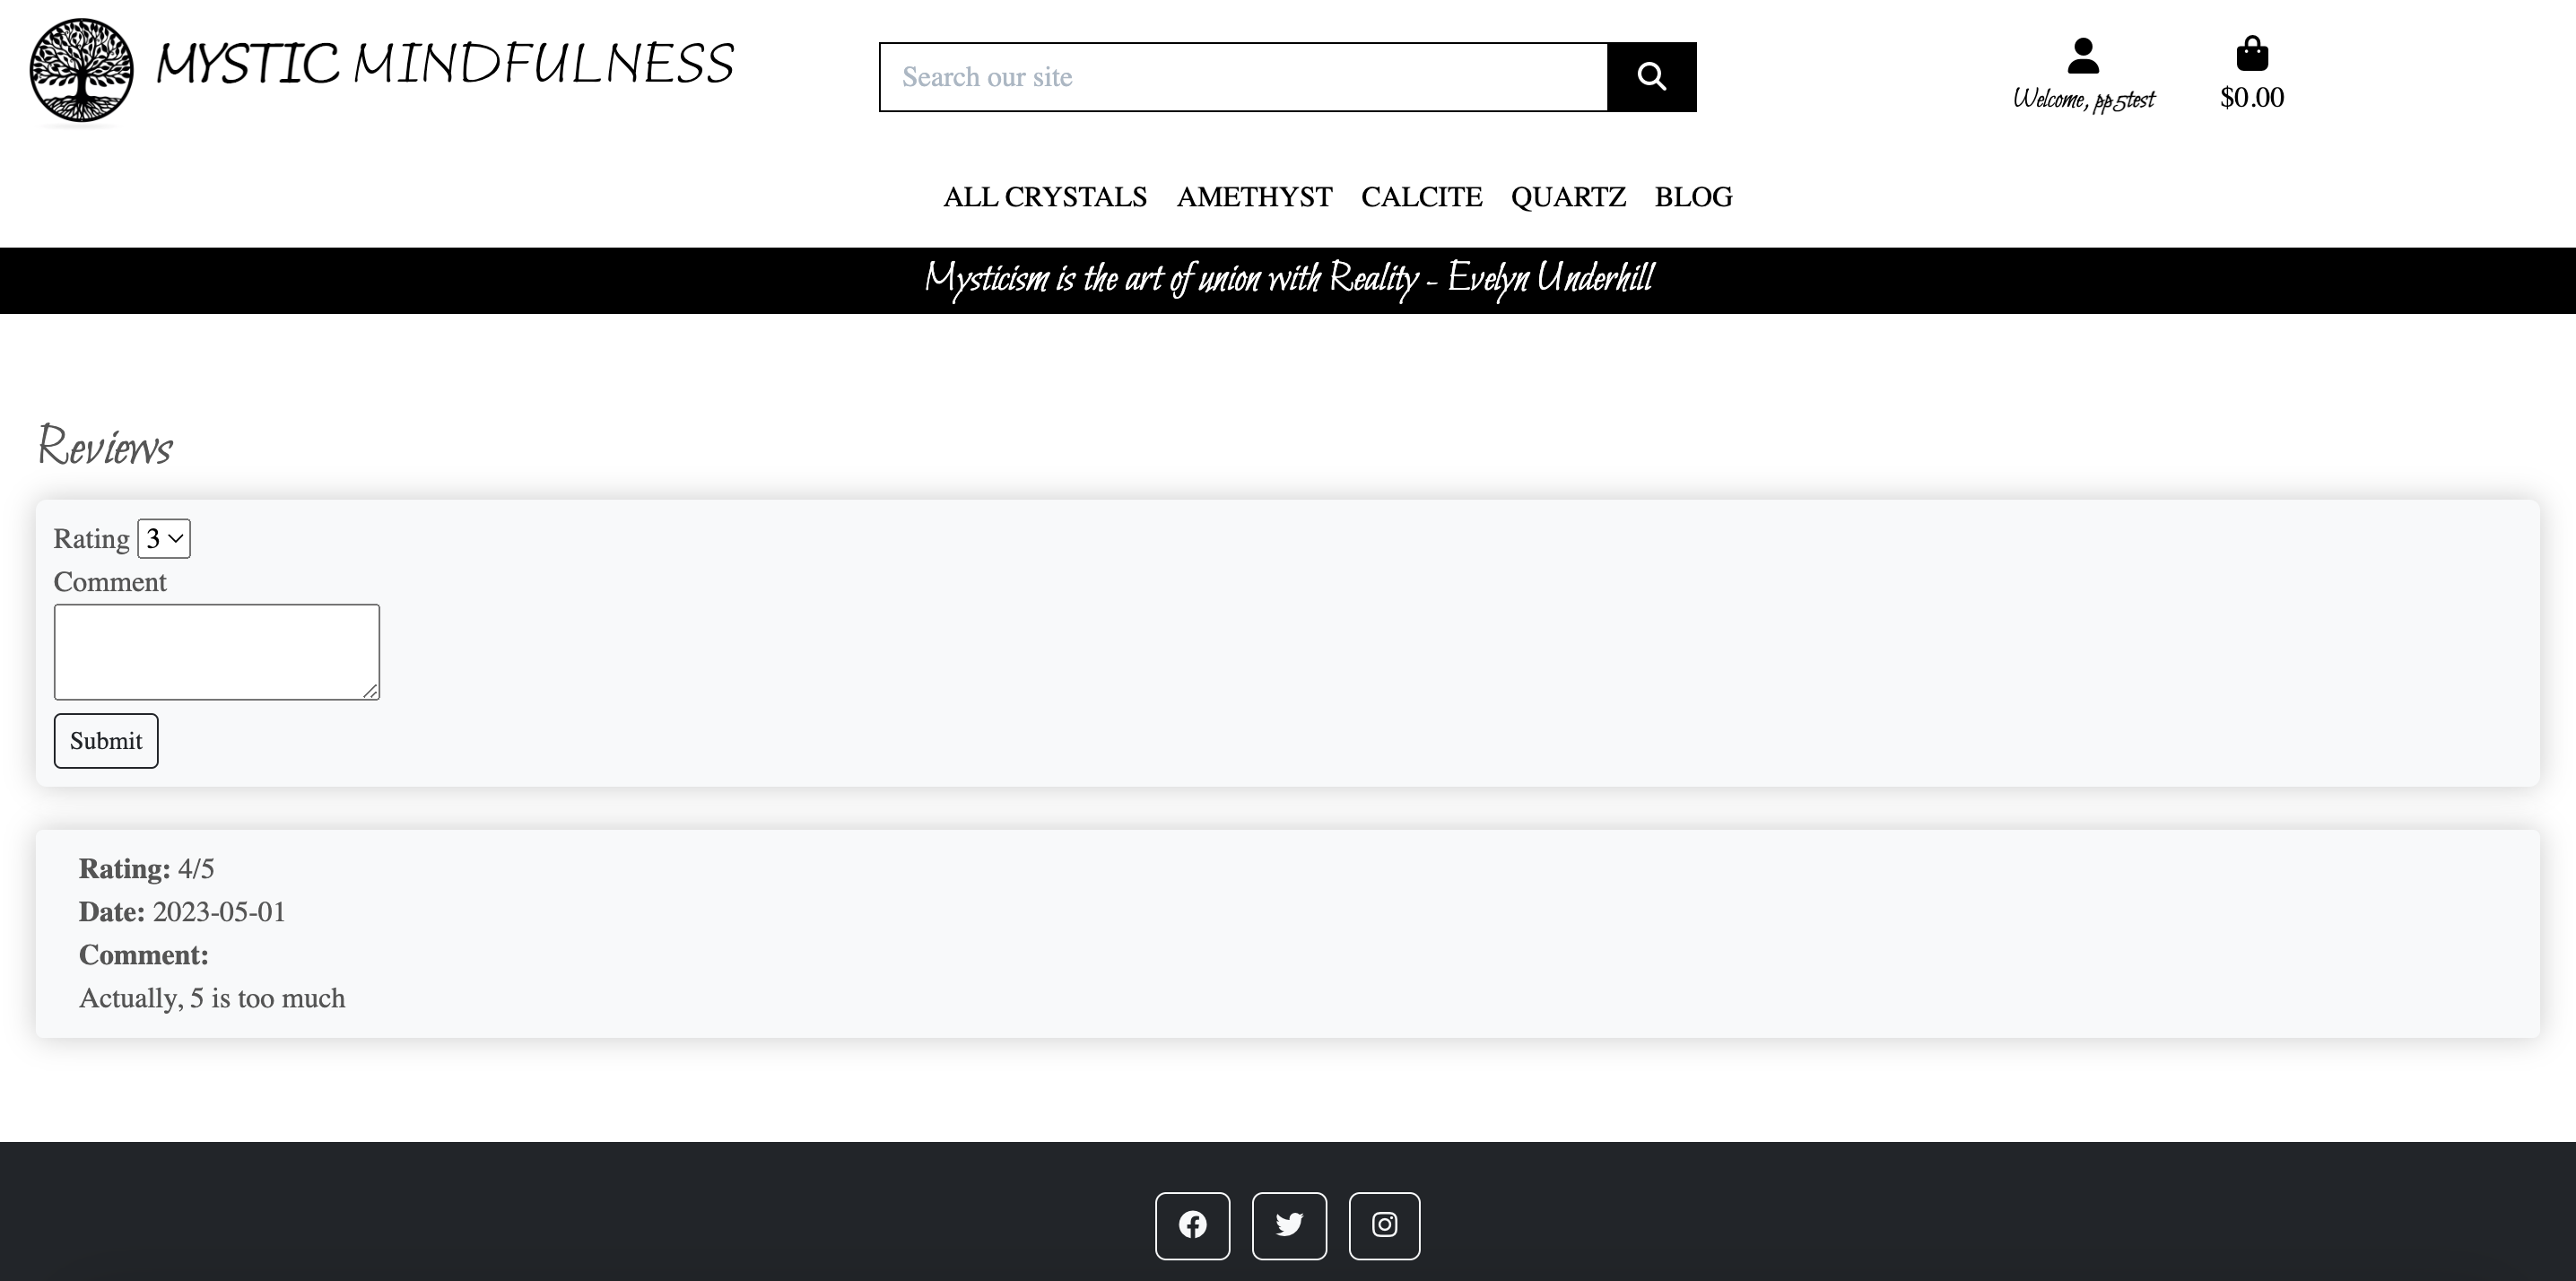 MYSTIC MINDFULNESS
Search our site
Welcome, pp5test
$0.00
ALL CRYSTALS AMETHYST CALCITE QUARTZ BLOG
Mysticism is the art of union with Reality - Evelyn Underhill
Reviews
Rating 3
Comment
Submit
Rating: 4/5
Date: 2023-05-01
Comment:
Actually, 5 is too much